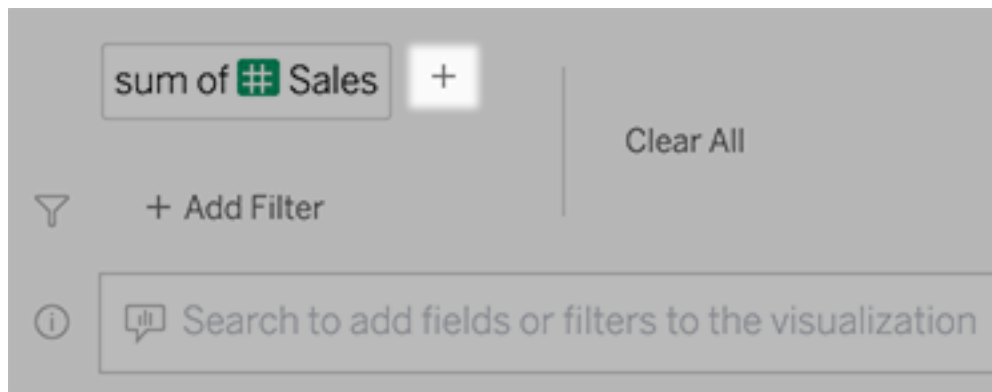 sum of # Sales +
Clear All
+ Add Filter
Search to add fields or filters to the visualization